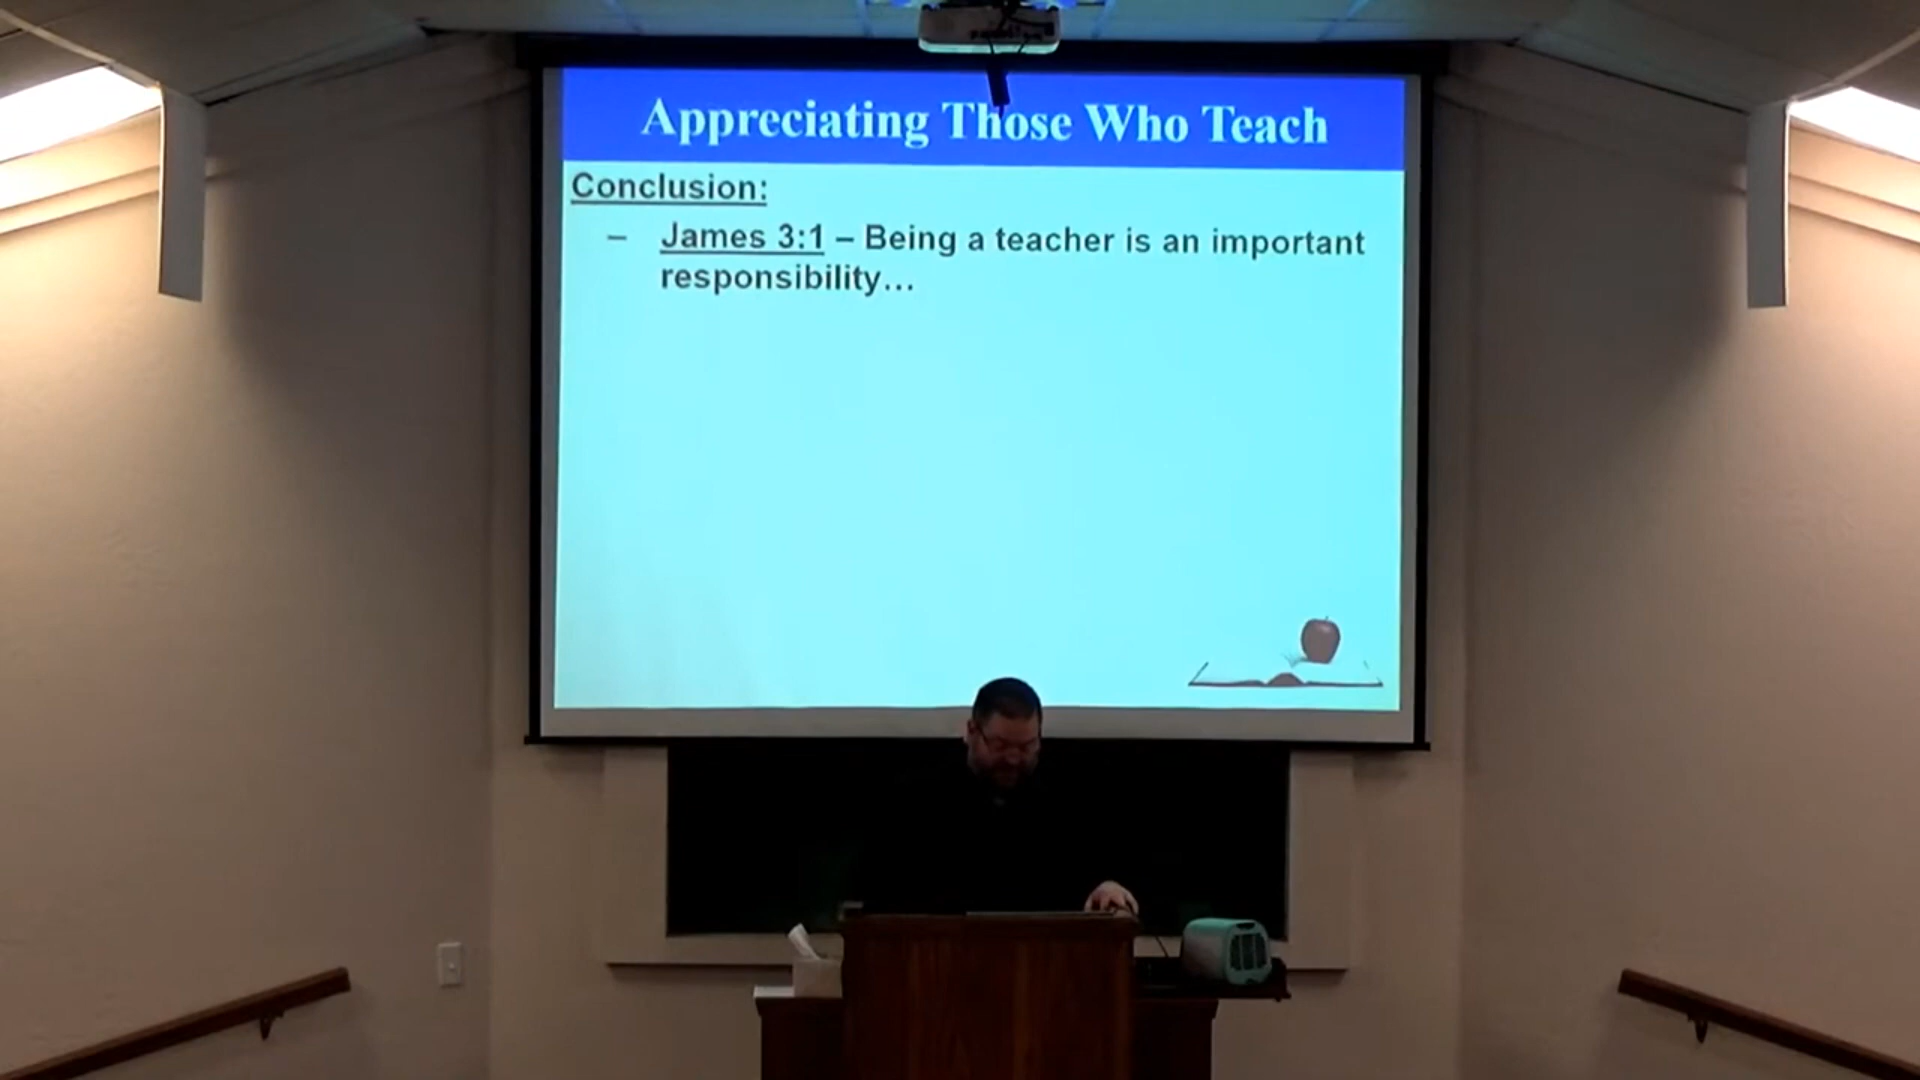 Appreciating Those Who Teach
Conclusion:
– James 3:1 – Being a teacher is an important
responsibility…